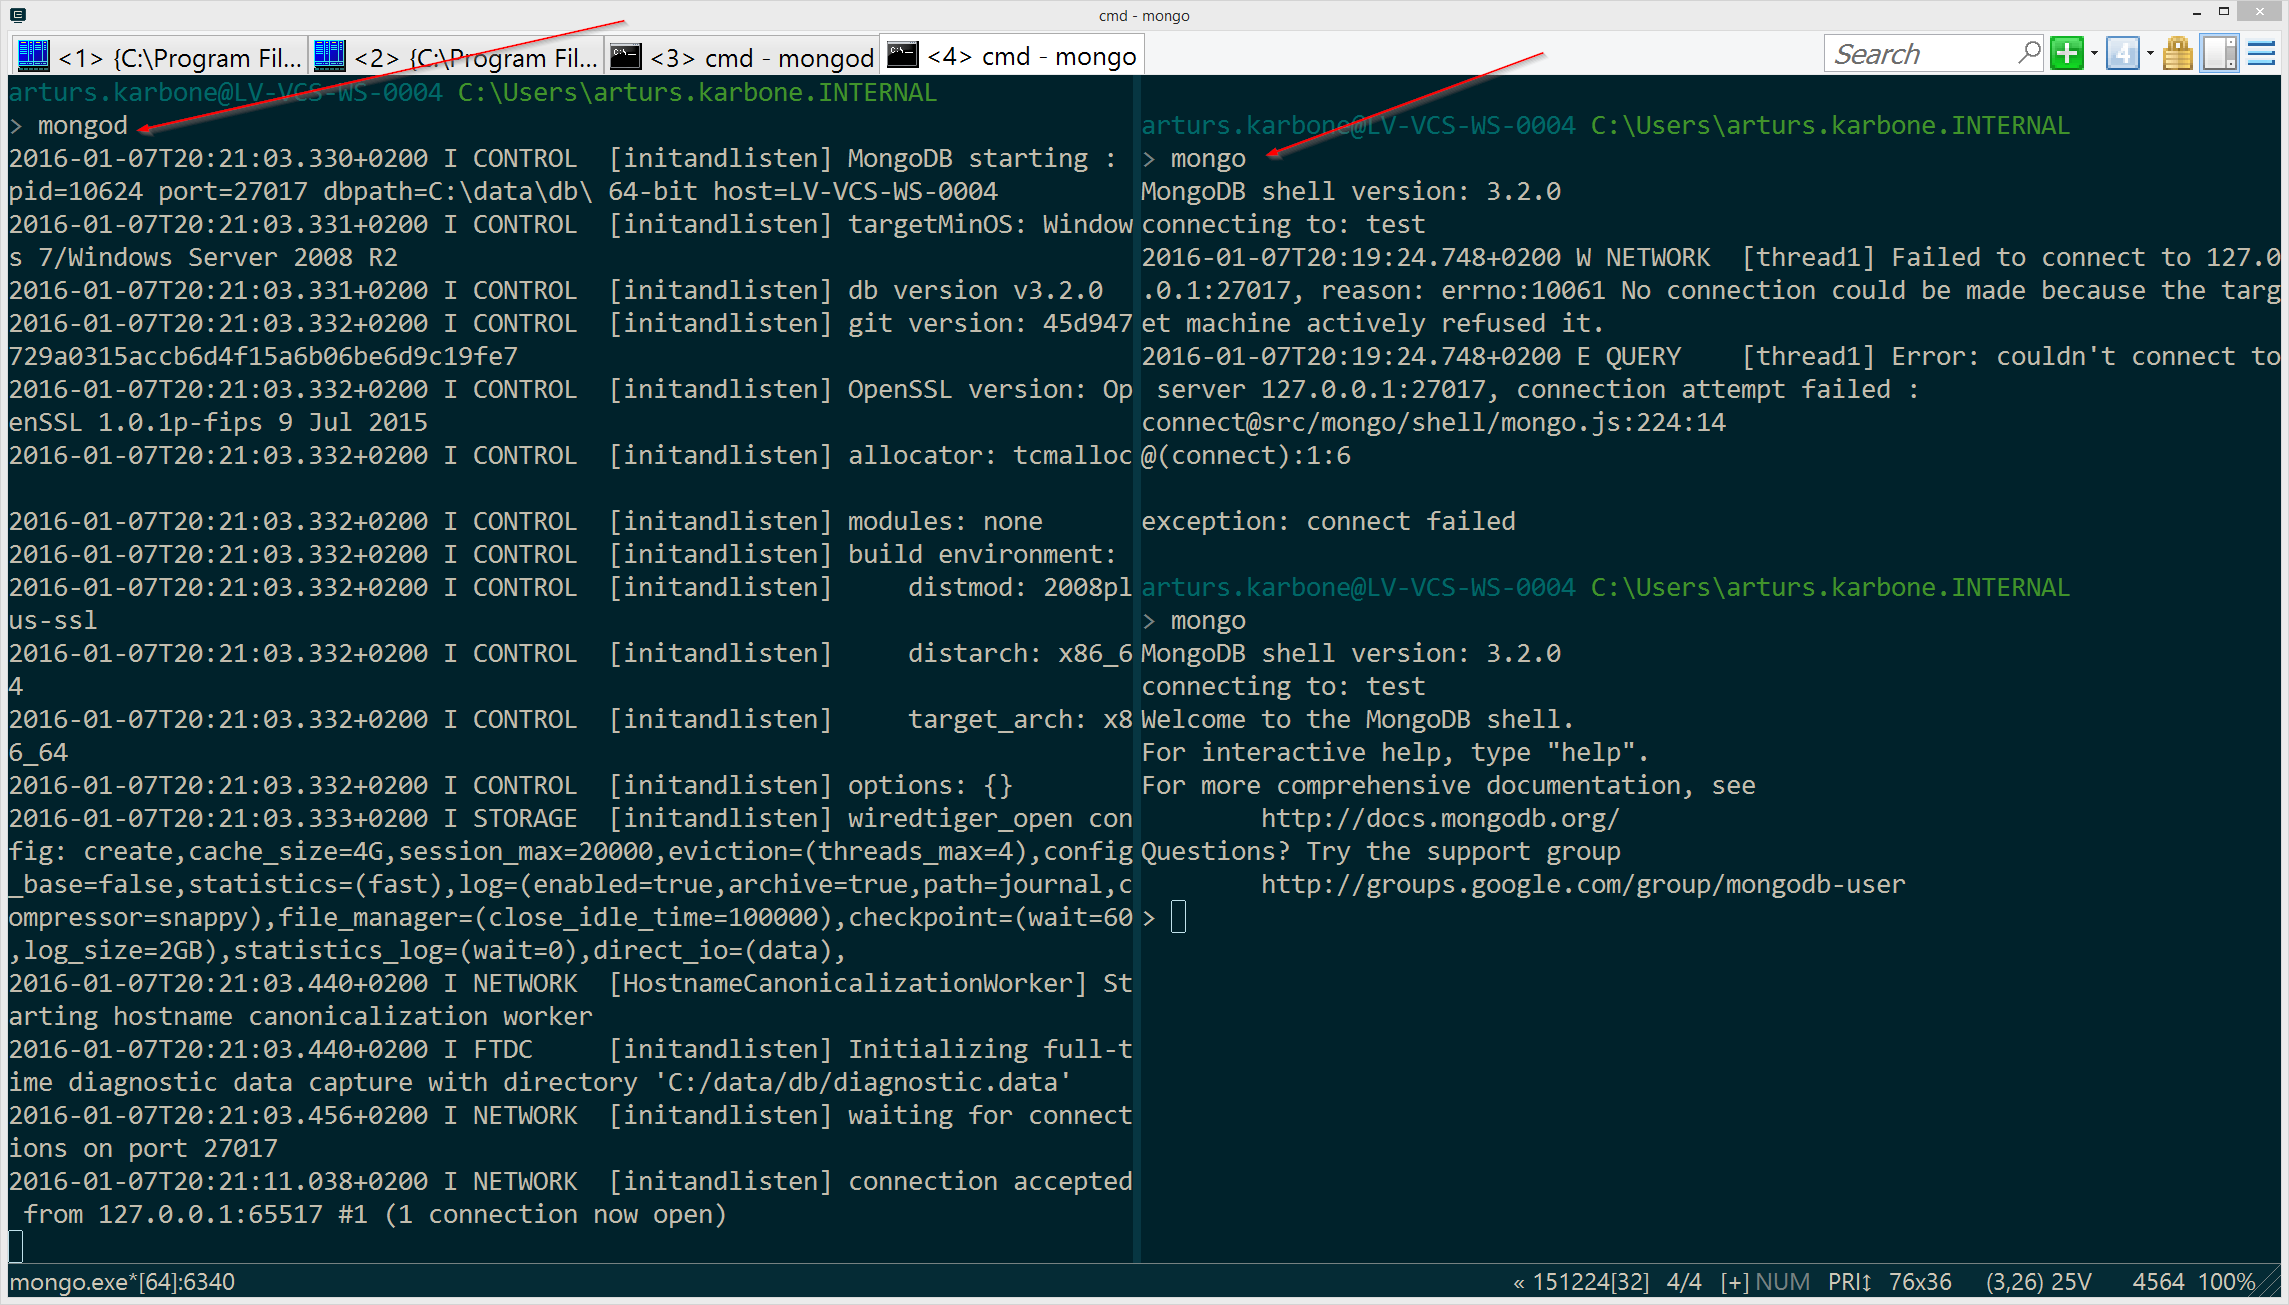 cmd - mongo
<1> {C:\Program Fil...
<2> {C:\Program Fil...
<3> cmd - mongod
<4> cmd - mongo
Search
4
arturs.karbone@LV-VCS-WS-0004 C:\Users\arturs.karbone.INTERNAL
> mongod
2016-01-07T20:21:03.330+0200 I CONTROL  [initandlisten] MongoDB starting :
pid=10624 port=27017 dbpath=C:\data\db\ 64-bit host=LV-VCS-WS-0004
2016-01-07T20:21:03.331+0200 I CONTROL  [initandlisten] targetMinOS: Window
s 7/Windows Server 2008 R2
2016-01-07T20:21:03.331+0200 I CONTROL  [initandlisten] db version v3.2.0
2016-01-07T20:21:03.332+0200 I CONTROL  [initandlisten] git version: 45d947
729a0315accb6d4f15a6b06be6d9c19fe7
2016-01-07T20:21:03.332+0200 I CONTROL  [initandlisten] OpenSSL version: Op
enSSL 1.0.1p-fips 9 Jul 2015
2016-01-07T20:21:03.332+0200 I CONTROL  [initandlisten] allocator: tcmalloc
2016-01-07T20:21:03.332+0200 I CONTROL  [initandlisten] modules: none
2016-01-07T20:21:03.332+0200 I CONTROL  [initandlisten] build environment:
2016-01-07T20:21:03.332+0200 I CONTROL  [initandlisten]     distmod: 2008pl
us-ssl
2016-01-07T20:21:03.332+0200 I CONTROL  [initandlisten]     distarch: x86_6
4
2016-01-07T20:21:03.332+0200 I CONTROL  [initandlisten]     target_arch: x8
6_64
2016-01-07T20:21:03.332+0200 I CONTROL  [initandlisten] options: {}
2016-01-07T20:21:03.333+0200 I STORAGE  [initandlisten] wiredtiger_open con
fig: create,cache_size=4G,session_max=20000,eviction=(threads_max=4),config
_base=false,statistics=(fast),log=(enabled=true,archive=true,path=journal,c
ompressor=snappy),file_manager=(close_idle_time=100000),checkpoint=(wait=60
,log_size=2GB),statistics_log=(wait=0),direct_io=(data),
2016-01-07T20:21:03.440+0200 I NETWORK  [HostnameCanonicalizationWorker] St
arting hostname canonicalization worker
2016-01-07T20:21:03.440+0200 I FTDC     [initandlisten] Initializing full-t
ime diagnostic data capture with directory 'C:/data/db/diagnostic.data'
2016-01-07T20:21:03.456+0200 I NETWORK  [initandlisten] waiting for connect
ions on port 27017
2016-01-07T20:21:11.038+0200 I NETWORK  [initandlisten] connection accepted
 from 127.0.0.1:65517 #1 (1 connection now open)
arturs.karbone@LV-VCS-WS-0004 C:\Users\arturs.karbone.INTERNAL
> mongo
MongoDB shell version: 3.2.0
connecting to: test
2016-01-07T20:19:24.748+0200 W NETWORK  [thread1] Failed to connect to 127.0
.0.1:27017, reason: errno:10061 No connection could be made because the targ
et machine actively refused it.
2016-01-07T20:19:24.748+0200 E QUERY    [thread1] Error: couldn't connect to
 server 127.0.0.1:27017, connection attempt failed :
connect@src/mongo/shell/mongo.js:224:14
@(connect):1:6
exception: connect failed
arturs.karbone@LV-VCS-WS-0004 C:\Users\arturs.karbone.INTERNAL
> mongo
MongoDB shell version: 3.2.0
connecting to: test
Welcome to the MongoDB shell.
For interactive help, type "help".
For more comprehensive documentation, see
        http://docs.mongodb.org/
Questions? Try the support group
        http://groups.google.com/group/mongodb-user
>
mongo.exe*[64]:6340
« 151224[32] 4/4 [+] NUM PRI↕ 76x36 (3,26) 25V 4564 100%